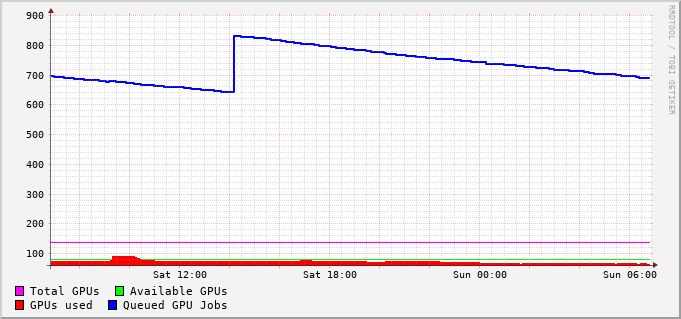 900
800
700
600
500
400
300
200
100
Sat 12:00 Sat 18:00 Sun 00:00 Sun 06:00
Total GPUs Available GPUs
GPUs used Queued GPU Jobs
RRDTOOL / TOBI OETIKER